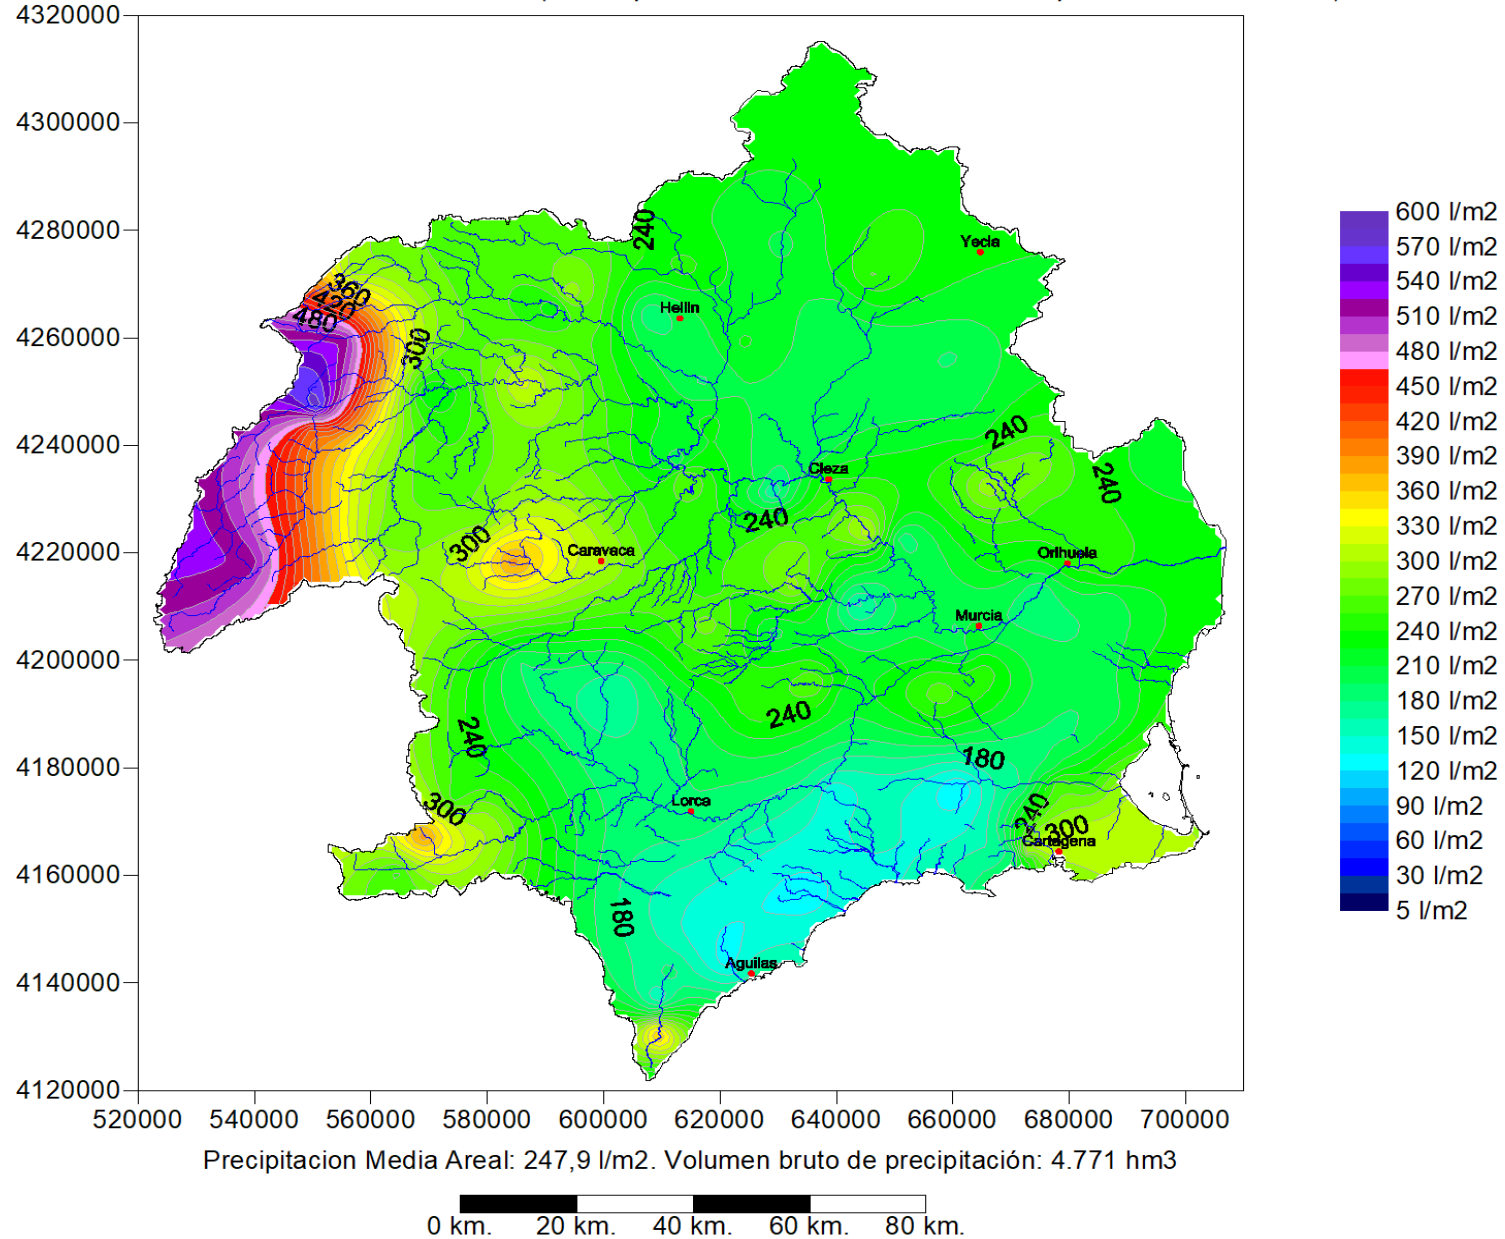 4320000
4300000
4280000
4260000
4240000
4220000
4200000
4180000
4160000
4140000
4120000
520000 540000 560000 580000 600000 620000 640000 660000 680000 700000
240
Yecla
360
420
480
300
Hellin
240
240
Cieza
240
300
Caravaca
Orihuela
Murcia
240
240
180
300
Lorca
240
300
Cartagena
180
Aguilas
600 l/m2
570 l/m2
540 l/m2
510 l/m2
480 l/m2
450 l/m2
420 l/m2
390 l/m2
360 l/m2
330 l/m2
300 l/m2
270 l/m2
240 l/m2
210 l/m2
180 l/m2
150 l/m2
120 l/m2
90 l/m2
60 l/m2
30 l/m2
5 l/m2
Precipitacion Media Areal: 247,9 l/m2. Volumen bruto de precipitación: 4.771 hm3
0 km. 20 km. 40 km. 60 km. 80 km.